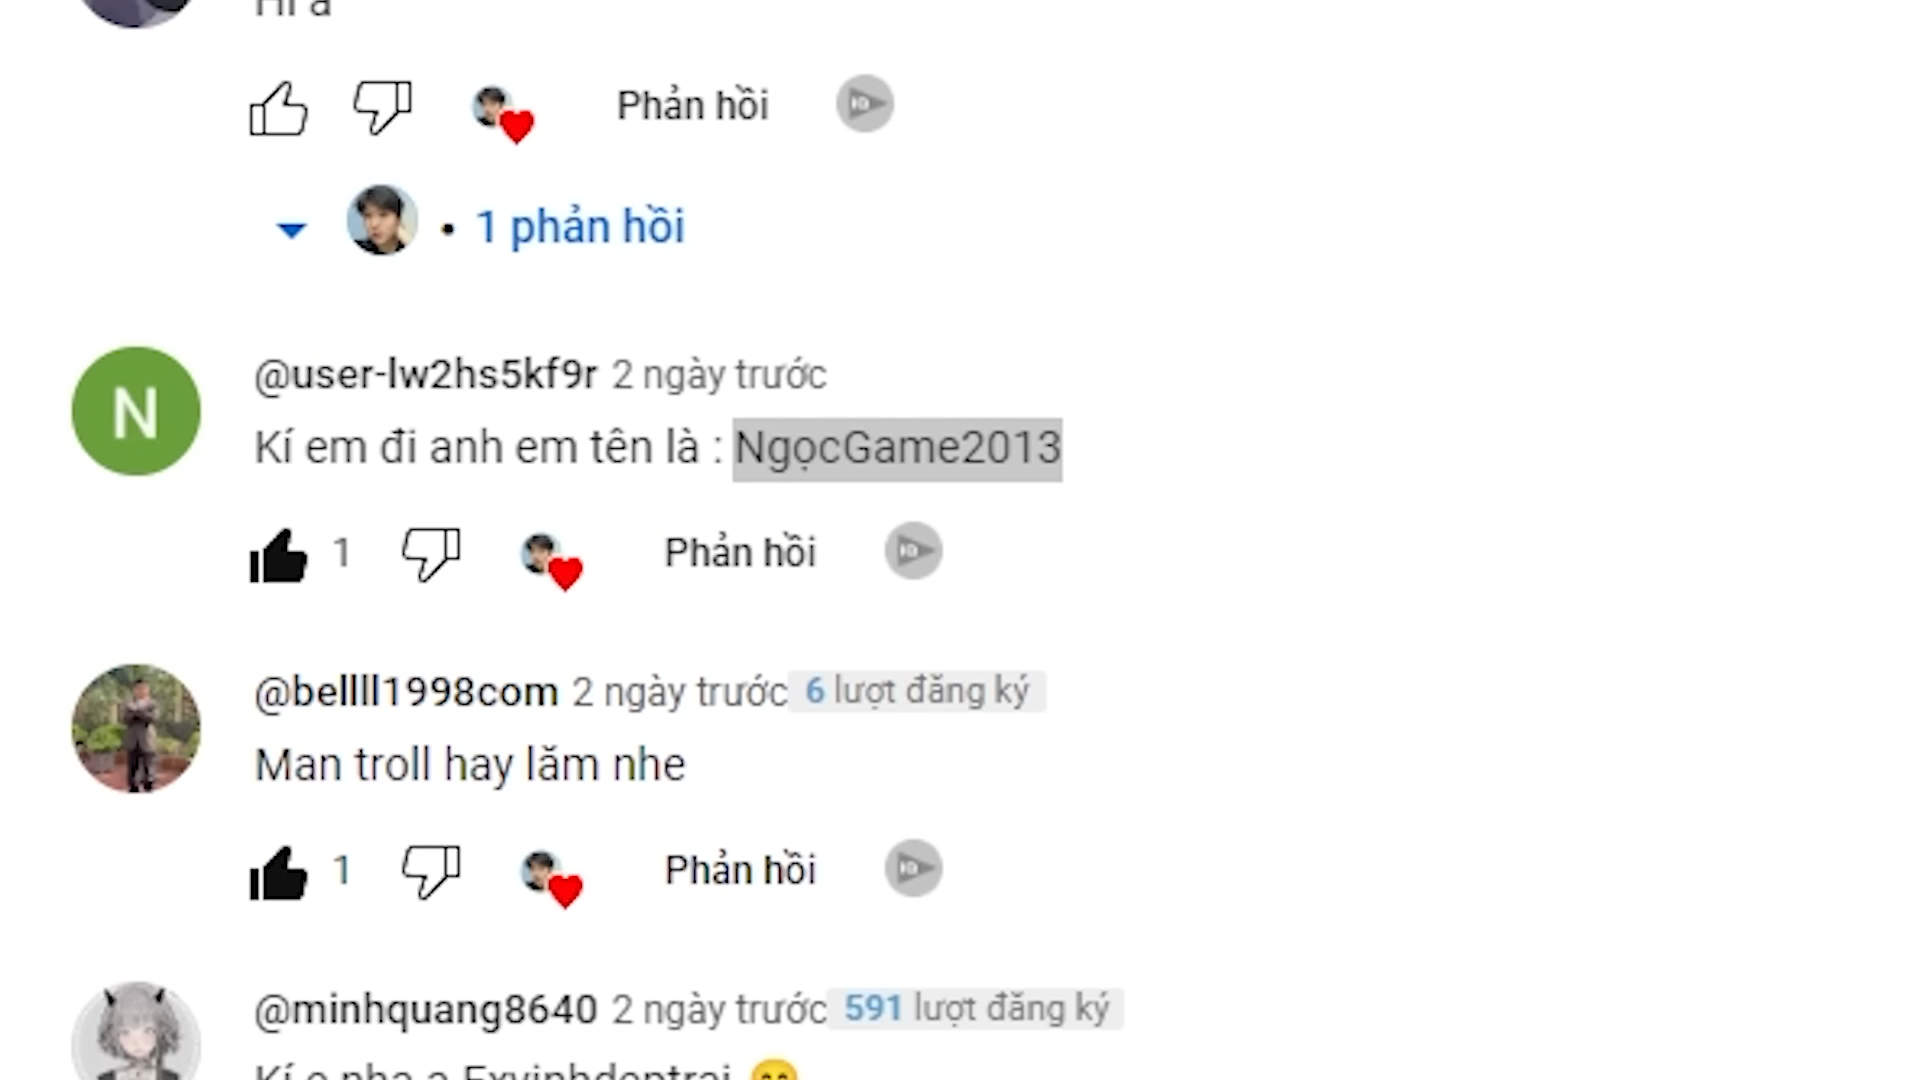 Hi a
Phản hồi
• 1 phản hồi
N
@user-lw2hs5kf9r 2 ngày trước
Kí em đi anh em tên là : NgọcGame2013
1 Phản hồi
@bellll1998com 2 ngày trước 6 lượt đăng ký
Man troll hay lăm nhe
1 Phản hồi
@minhquang8640 2 ngày trước 591 lượt đăng ký
Kí e nha a Exvinhdeptrai 😊